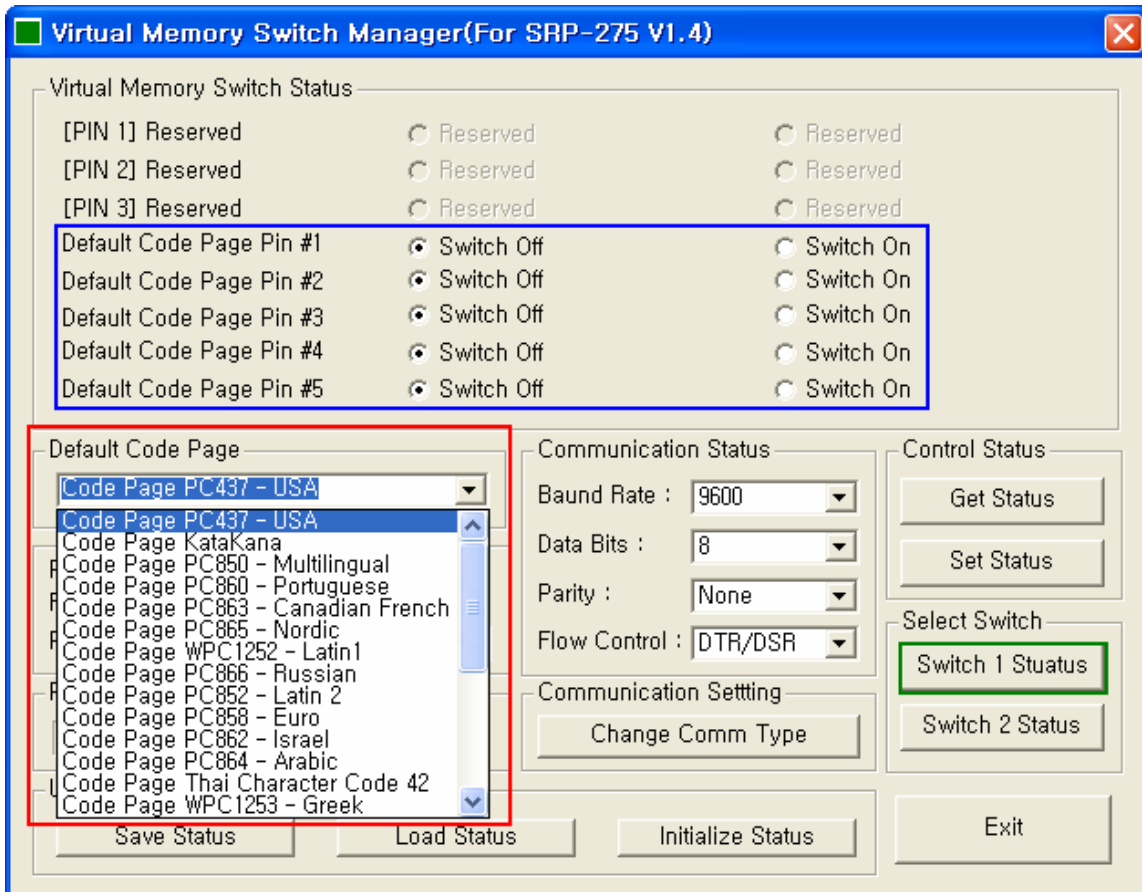 Virtual Memory Switch Manager(For SRP-275 V1.4)
Virtual Memory Switch Status
[PIN 1] Reserved Reserved Reserved
[PIN 2] Reserved Reserved Reserved
[PIN 3] Reserved Reserved Reserved
Default Code Page Pin #1 Switch Off Switch On
Default Code Page Pin #2 Switch Off Switch On
Default Code Page Pin #3 Switch Off Switch On
Default Code Page Pin #4 Switch Off Switch On
Default Code Page Pin #5 Switch Off Switch On
Default Code Page
Code Page PC437 - USA
Code Page PC437 - USA
Code Page KataKana
Code Page PC850 - Multilingual
Code Page PC860 - Portuguese
Code Page PC863 - Canadian French
Code Page PC865 - Nordic
Code Page WPC1252 - Latin1
Code Page PC866 - Russian
Code Page PC852 - Latin 2
Code Page PC858 - Euro
Code Page PC862 - Israel
Code Page PC864 - Arabic
Code Page Thai Character Code 42
Code Page WPC1253 - Greek
Communication Status
Baund Rate : 9600
Data Bits : 8
Parity : None
Flow Control : DTR/DSR
Communication Settting
Change Comm Type
Control Status
Get Status
Set Status
Select Switch
Switch 1 Stuatus
Switch 2 Status
Save Status Load Status Initialize Status
Exit